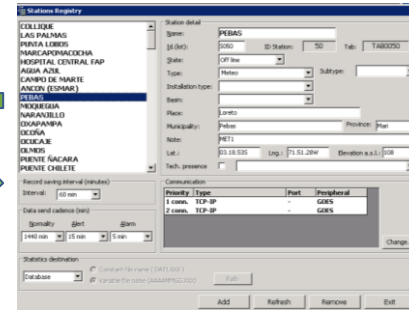 Stations Registry
COLLIQUE
LAS PALMAS
PUNTA LOBOS
MARCAPOMACOCHA
HOSPITAL CENTRAL FAP
AGUA AZUL
CAMPO DE MARTE
ANCON (ESMAR)
PEBAS
MOQUEGUA
NARANJILLO
OXAPAMPA
OCOÑA
OCUCAJE
OLMOS
PUENTE ÑACARA
PUENTE CHILETE
Station detail
Name: PEBAS
Id.(lot): 5050 ID Station: 50 Tab: TAB0050
State: Off line
Type: Meteo Subtype:
Installation type:
Basin:
Place: Loreto
Municipality: Pebas Province: Mari
Note: MET1
Lat.: 03.18.53S Lng.: 71.51.28W Elevation a.s.l.: 108
Tech. presence
Record saving interval (minutes)
Interval: 60 min
Data send cadence (min)
Normality Alert Alarm
1440 min 15 min 5 min
Communication
Priority Type Port Peripheral
1 conn. TCP-IP - GOES
2 conn. TCP-IP - GOES
Change.
Statistics destination
Database
Constant file name (DAT1.001)
Variable file name
Path
Add Refresh Remove Exit